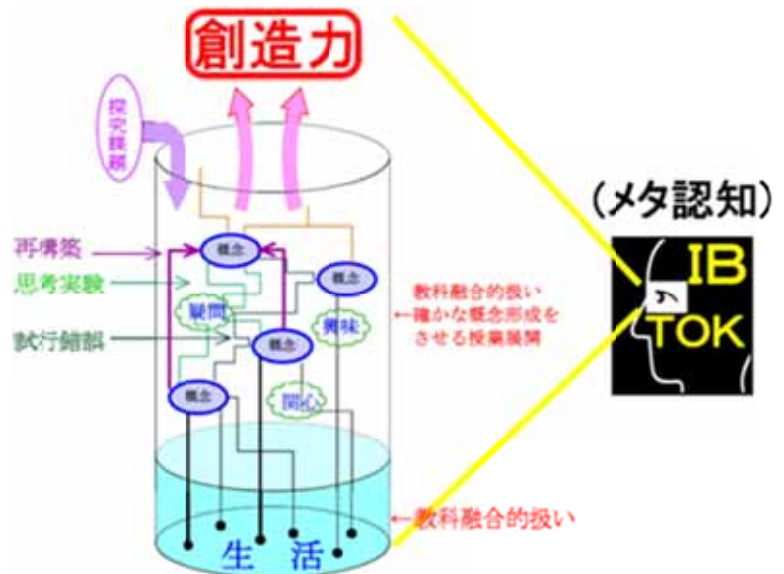 創造力
探究課題
(メタ認知)
IB
TOK
再構築
思考実験
試行錯誤
概念
概念
疑問
興味
概念
概念
関心
教科融合的扱い
←確かな概念形成を
させる授業展開
←教科融合的扱い
生 活